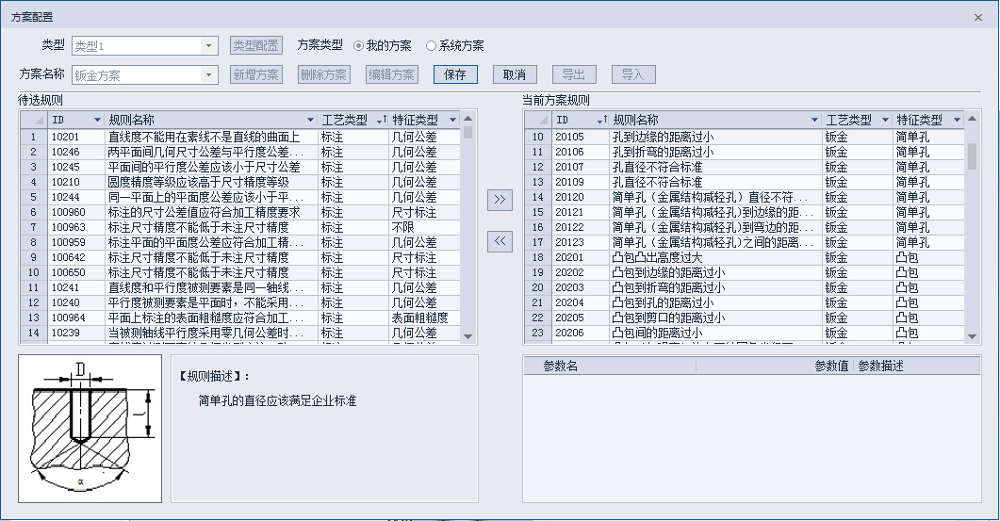 方案配置
类型 类型1 类型配置 方案类型 我的方案 系统方案
方案名称 钣金方案 新增方案 删除方案 编辑方案 保存 取消 导出 导入
待选规则
ID 规则名称 工艺类型 特征类型
1 10201 直线度不能用在素线不是直线的曲面上 标注 几何公差
2 10246 两平面间几何尺寸公差与平行度公差... 标注 几何公差
3 10245 平面间的平行度公差应该小于尺寸公差 标注 几何公差
4 10210 圆度精度等级应该高于尺寸精度等级 标注 几何公差
5 10244 同一平面上的平面度公差应该小于平... 标注 几何公差
6 100960 标注的尺寸公差值应符合加工精度要求 标注 尺寸标注
7 100963 标注尺寸精度不能低于未注尺寸精度 标注 不限
8 100959 标注平面的平面度公差应符合加工精... 标注 几何公差
9 100642 标注尺寸精度不能低于未注尺寸精度 标注 尺寸标注
10 100650 标注尺寸精度不能低于未注尺寸精度 标注 尺寸标注
11 10241 直线度和平行度被测要素是同一轴线... 标注 几何公差
12 10240 平行度被测要素是平面时，不能采用... 标注 几何公差
13 100964 平面上标注的表面粗糙度应符合加工... 标注 表面粗糙度
14 10239 当被测轴线平行度采用零几何公差时... 标注 几何公差
当前方案规则
ID 规则名称 工艺类型 特征类型
10 20105 孔到边缘的距离过小 钣金 简单孔
11 20106 孔到折弯的距离过小 钣金 简单孔
12 20107 孔直径不符合标准 钣金 简单孔
13 20109 孔直径不符合标准 钣金 简单孔
14 20120 简单孔（金属结构减轻孔）直径不符... 钣金 简单孔
15 20121 简单孔（金属结构减轻孔)到边缘的距... 钣金 简单孔
16 20122 简单孔（金属结构减轻孔)到弯边的距... 钣金 简单孔
17 20123 简单孔（金属结构减轻孔)之间的距离... 钣金 简单孔
18 20201 凸包凸出高度过大 钣金 凸包
19 20202 凸包到边缘的距离过小 钣金 凸包
20 20203 凸包到折弯的距离过小 钣金 凸包
21 20204 凸包到孔的距离过小 钣金 凸包
22 20205 凸包到剪口的距离过小 钣金 凸包
23 20206 凸包间的距离过小 钣金 凸包
D
L
α
【规则描述】：
简单孔的直径应该满足企业标准
参数名 参数值 参数描述